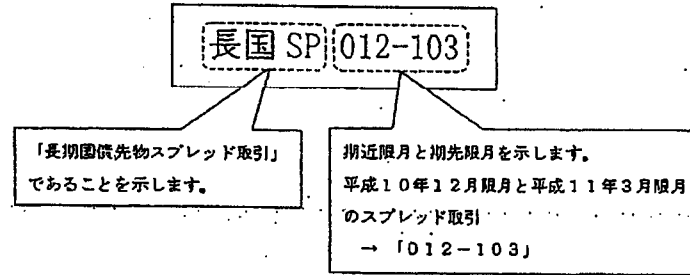 長国 SP 012-103
「長期国債先物スプレッド取引」
であることを示します。
期近限月と期先限月を示します。
平成10年12月限月と平成11年3月限月
のスプレッド取引
→ 「012-103」